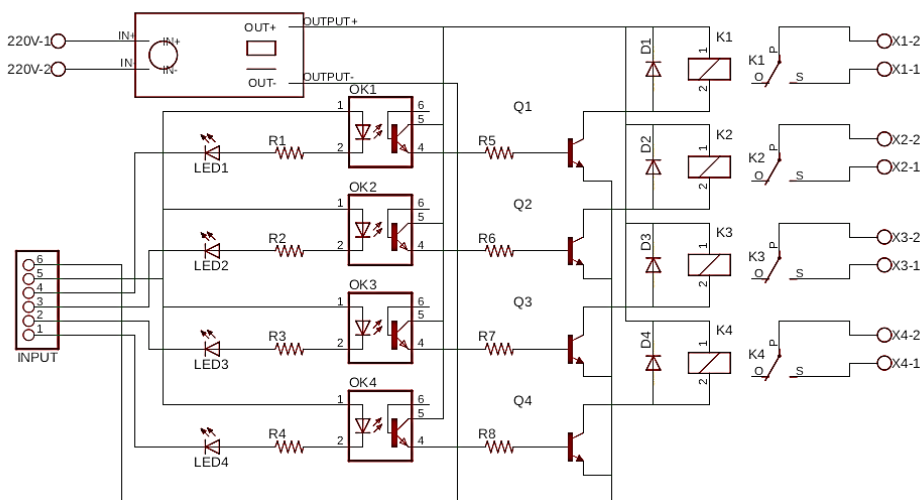 220V-1 IN+ IN+ OUT+ OUTPUT+
220V-2 IN- IN- OUT- OUTPUT-
D1 1 K1 2 K1 P O S X1-2
X1-1
OK1 Q1
1 6
5
LED1 R1 2 4 R5
D2 1 K2 2 K2 P O S X2-2
X2-1
OK2 Q2
1 6
5
LED2 R2 2 4 R6
D3 1 K3 2 K3 P O S X3-2
X3-1
6
5
4
3
2
1
INPUT
OK3 Q3
1 6
5
LED3 R3 2 4 R7
D4 1 K4 2 K4 P O S X4-2
X4-1
OK4 Q4
1 6
5
LED4 R4 2 4 R8